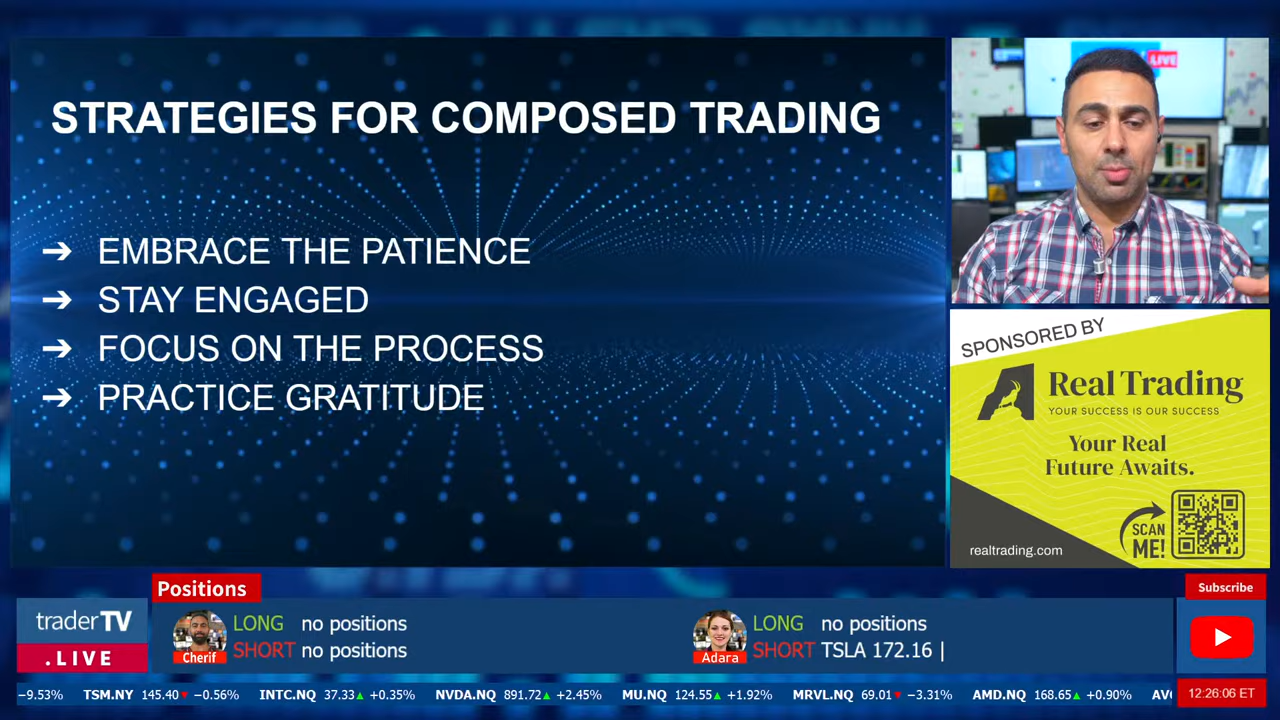 STRATEGIES FOR COMPOSED TRADING
➔ EMBRACE THE PATIENCE
➔ STAY ENGAGED
➔ FOCUS ON THE PROCESS
➔ PRACTICE GRATITUDE
LIVE
SPONSORED BY
Real Trading
YOUR SUCCESS IS OUR SUCCESS
Your Real
Future Awaits.
SCAN
ME!
realtrading.com
Positions
Subscribe
traderTV
.LIVE
Cherif
LONG no positions
SHORT no positions
Adara
LONG no positions
SHORT TSLA 172.16 |
−9.53% TSM.NY 145.40▼ −0.56% INTC.NQ 37.33▲ +0.35% NVDA.NQ 891.72▲ +2.45% MU.NQ 124.55▲ +1.92% MRVL.NQ 69.01▼ −3.31% AMD.NQ 168.65▲ +0.90%
12:26:06 ET